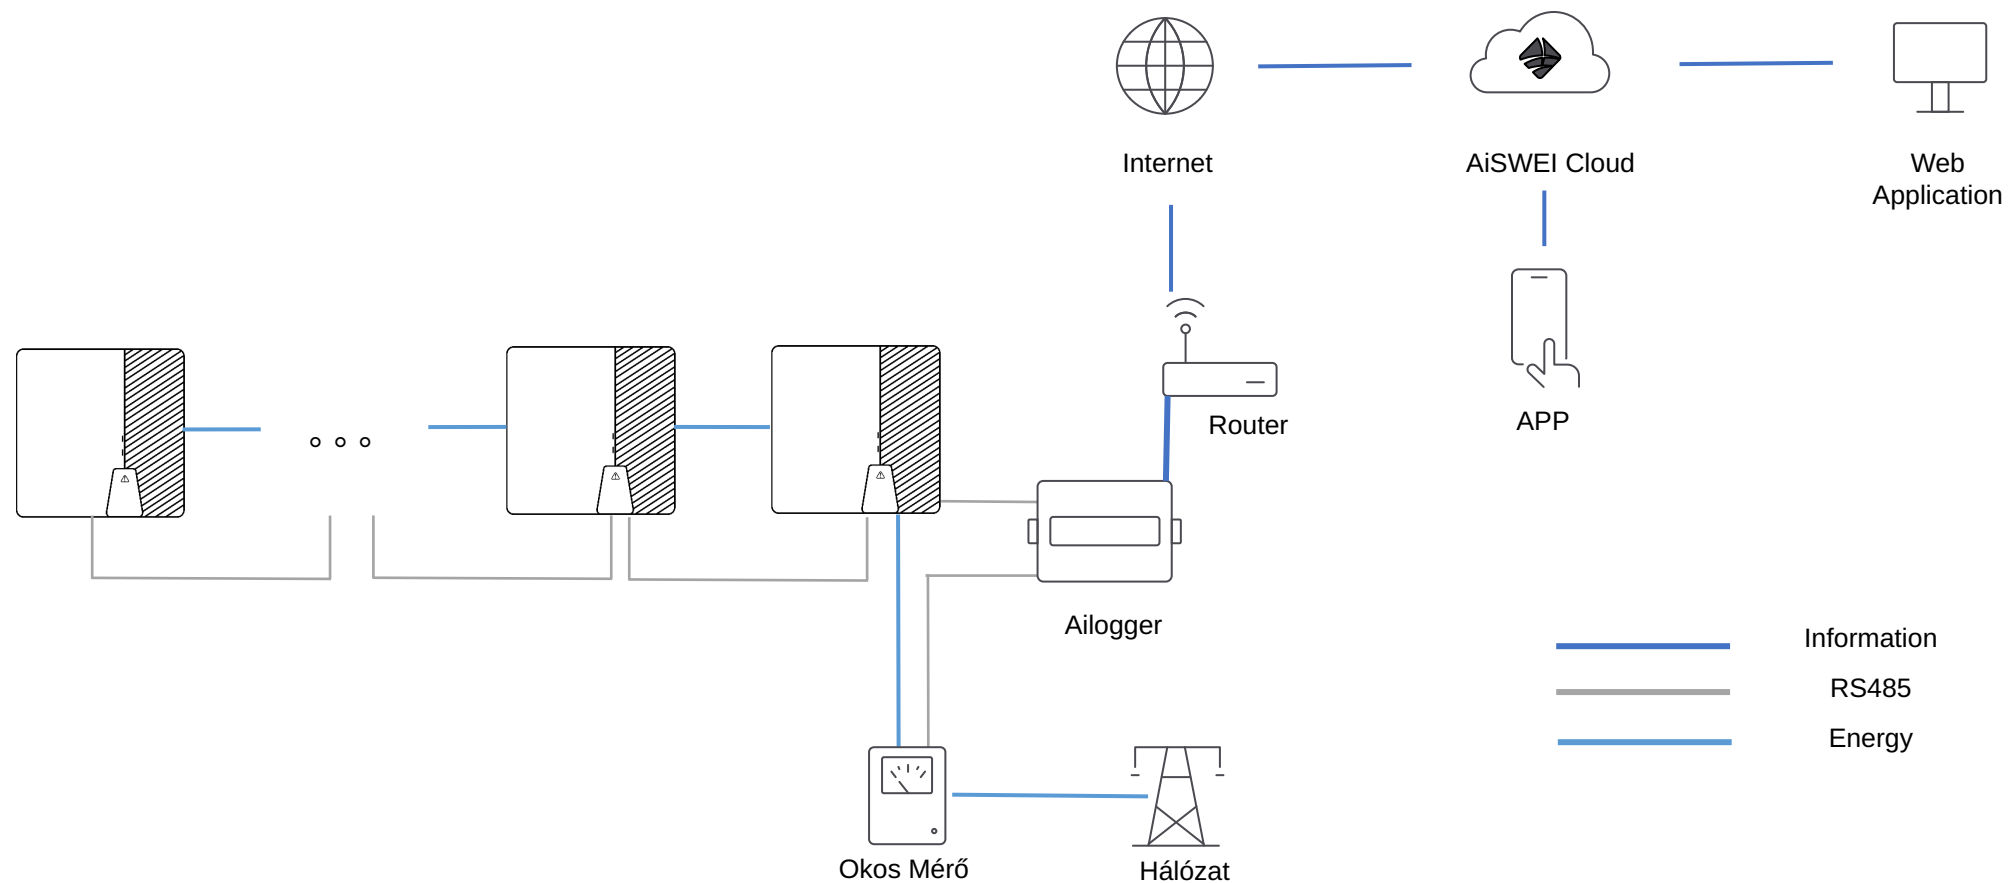 Internet
AiSWEI Cloud
Web
Application
Router
APP
Ailogger
Information
RS485
Energy
Okos Mérő
Hálózat